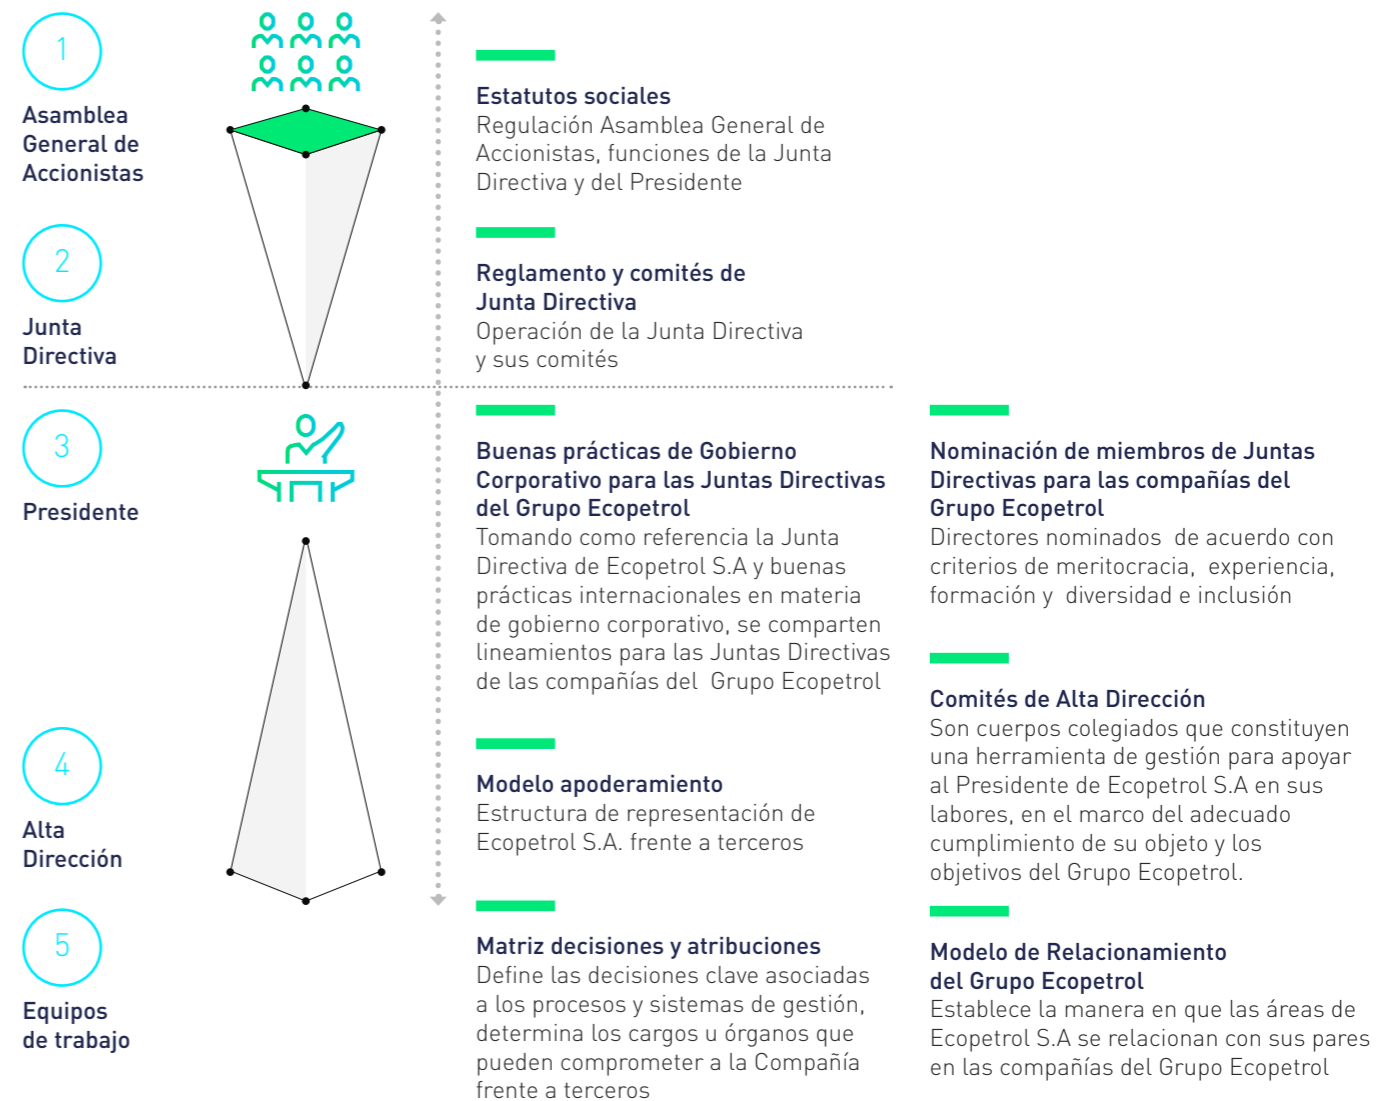 1
Asamblea
General de
Accionistas
2
Junta
Directiva
3
Presidente
4
Alta
Dirección
5
Equipos
de trabajo
Estatutos sociales
Regulación Asamblea General de
Accionistas, funciones de la Junta
Directiva y del Presidente
Reglamento y comités de
Junta Directiva
Operación de la Junta Directiva
y sus comités
Buenas prácticas de Gobierno
Corporativo para las Juntas Directivas
del Grupo Ecopetrol
Tomando como referencia la Junta
Directiva de Ecopetrol S.A y buenas
prácticas internacionales en materia
de gobierno corporativo, se comparten
lineamientos para las Juntas Directivas
de las compañías del Grupo Ecopetrol
Modelo apoderamiento
Estructura de representación de
Ecopetrol S.A. frente a terceros
Matriz decisiones y atribuciones
Define las decisiones clave asociadas
a los procesos y sistemas de gestión,
determina los cargos u órganos que
pueden comprometer a la Compañía
frente a terceros
Nominación de miembros de Juntas
Directivas para las compañías del
Grupo Ecopetrol
Directores nominados de acuerdo con
criterios de meritocracia, experiencia,
formación y diversidad e inclusión
Comités de Alta Dirección
Son cuerpos colegiados que constituyen
una herramienta de gestión para apoyar
al Presidente de Ecopetrol S.A en sus
labores, en el marco del adecuado
cumplimiento de su objeto y los
objetivos del Grupo Ecopetrol.
Modelo de Relacionamiento
del Grupo Ecopetrol
Establece la manera en que las áreas de
Ecopetrol S.A se relacionan con sus pares
en las compañías del Grupo Ecopetrol